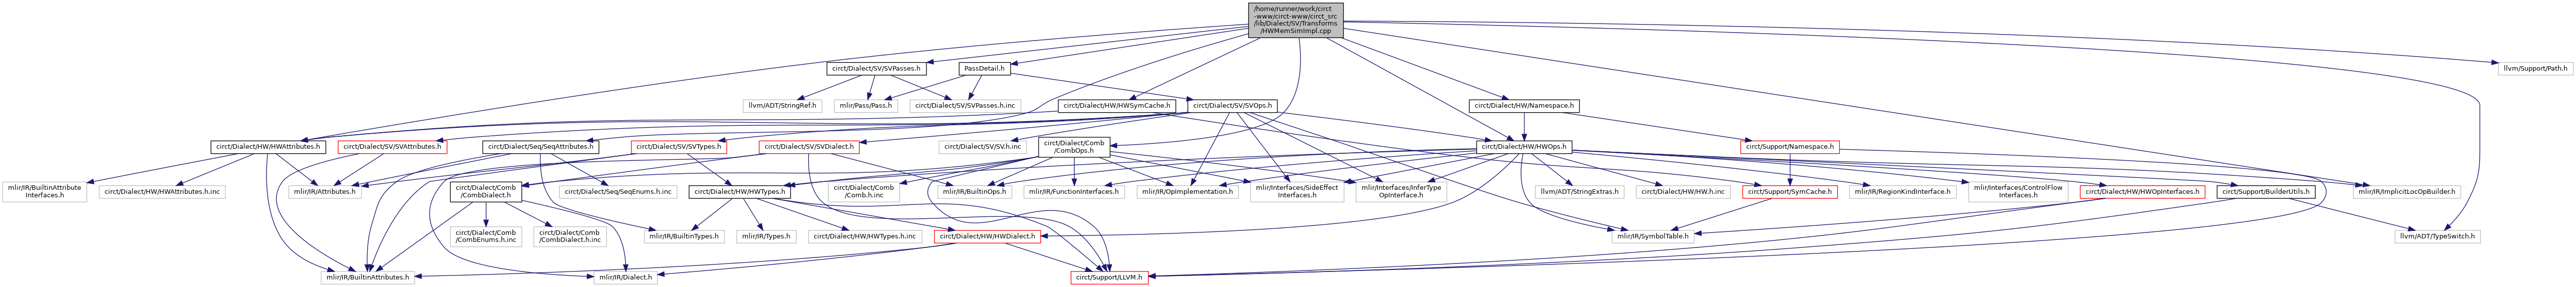 /home/runner/work/circt
-www/circt-www/circt_src
/lib/Dialect/SV/Transforms
/HWMemSimImpl.cpp
circt/Dialect/SV/SVPasses.h
PassDetail.h
llvm/Support/Path.h
llvm/ADT/StringRef.h
mlir/Pass/Pass.h
circt/Dialect/SV/SVPasses.h.inc
circt/Dialect/HW/HWSymCache.h
circt/Dialect/SV/SVOps.h
circt/Dialect/HW/Namespace.h
circt/Dialect/HW/HWAttributes.h
circt/Dialect/SV/SVAttributes.h
circt/Dialect/Seq/SeqAttributes.h
circt/Dialect/SV/SVTypes.h
circt/Dialect/SV/SVDialect.h
circt/Dialect/SV/SV.h.inc
circt/Dialect/Comb
/CombOps.h
circt/Dialect/HW/HWOps.h
circt/Support/Namespace.h
mlir/IR/BuiltinAttribute
Interfaces.h
circt/Dialect/HW/HWAttributes.h.inc
mlir/IR/Attributes.h
circt/Dialect/Comb
/CombDialect.h
circt/Dialect/Seq/SeqEnums.h.inc
circt/Dialect/HW/HWTypes.h
circt/Dialect/Comb
/Comb.h.inc
mlir/IR/BuiltinOps.h
mlir/IR/FunctionInterfaces.h
mlir/IR/OpImplementation.h
mlir/Interfaces/SideEffect
Interfaces.h
mlir/Interfaces/InferType
OpInterface.h
llvm/ADT/StringExtras.h
circt/Dialect/HW/HW.h.inc
circt/Support/SymCache.h
mlir/IR/RegionKindInterface.h
mlir/Interfaces/ControlFlow
Interfaces.h
circt/Dialect/HW/HWOpInterfaces.h
circt/Support/BuilderUtils.h
mlir/IR/ImplicitLocOpBuilder.h
circt/Dialect/Comb
/CombEnums.h.inc
circt/Dialect/Comb
/CombDialect.h.inc
mlir/IR/BuiltinTypes.h
mlir/IR/Types.h
circt/Dialect/HW/HWTypes.h.inc
circt/Dialect/HW/HWDialect.h
mlir/IR/SymbolTable.h
llvm/ADT/TypeSwitch.h
mlir/IR/BuiltinAttributes.h
mlir/IR/Dialect.h
circt/Support/LLVM.h